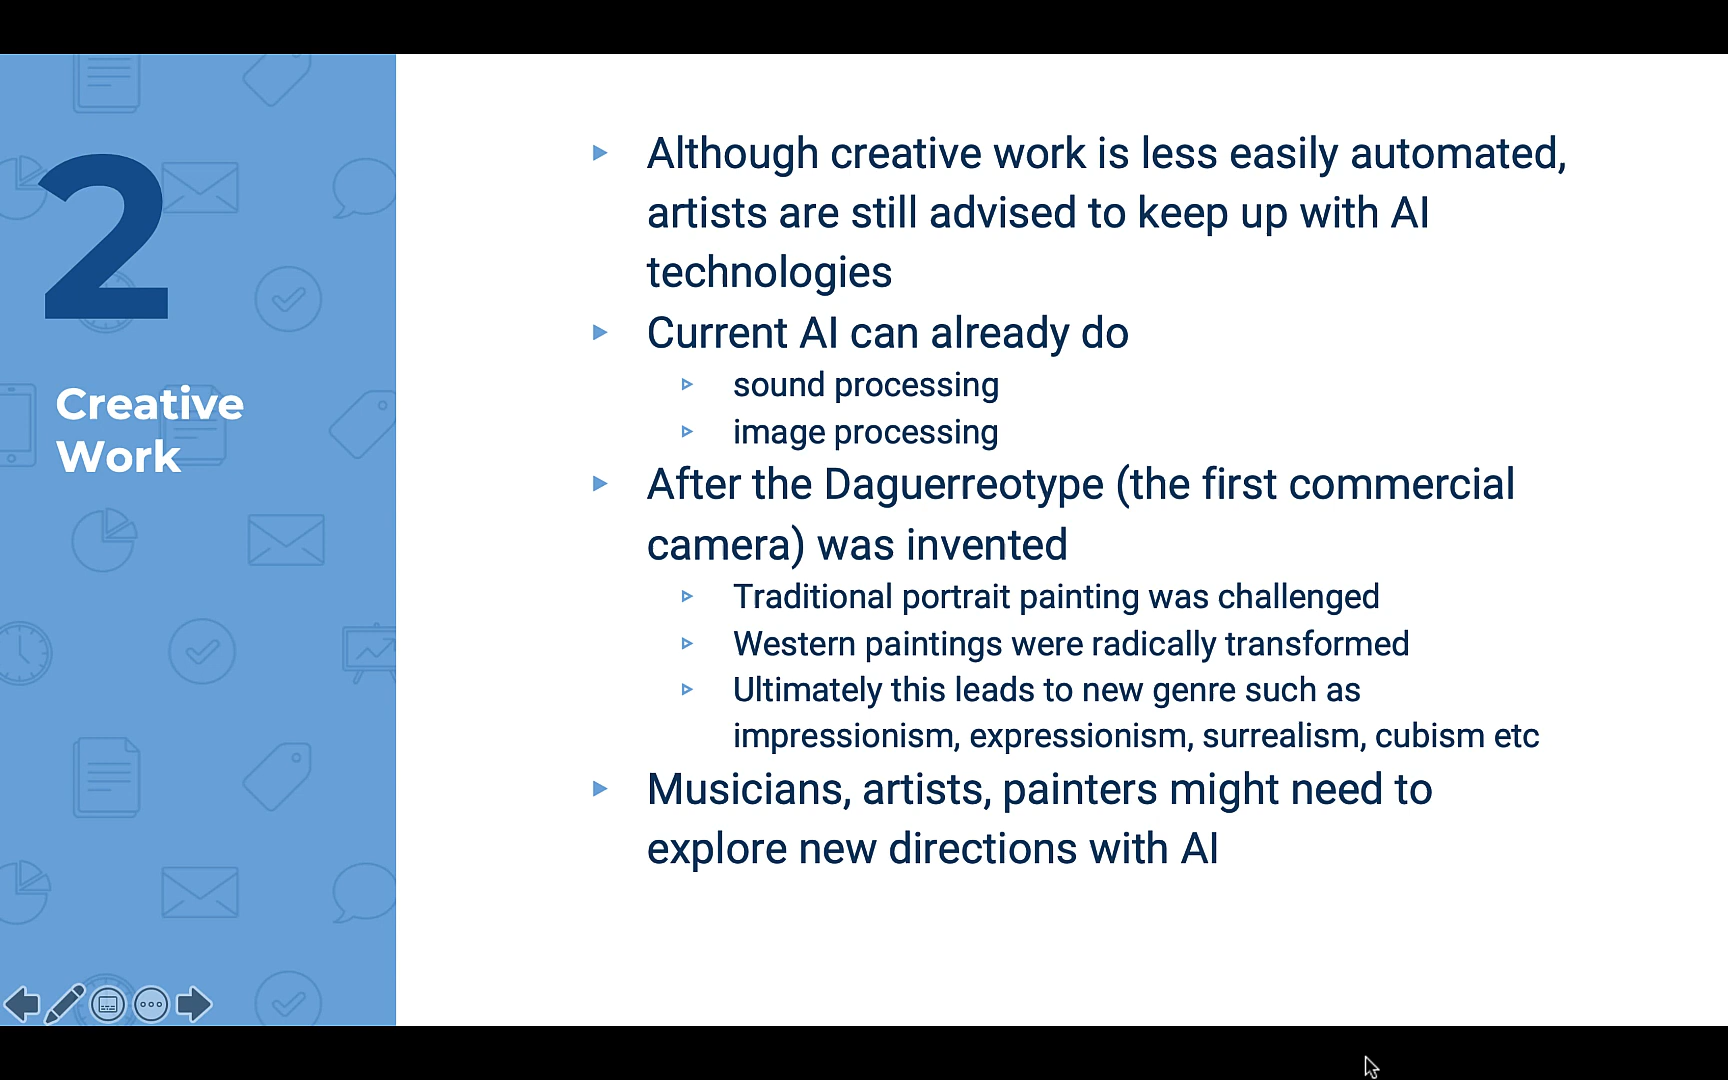 2
Creative
Work
Although creative work is less easily automated,
artists are still advised to keep up with AI
technologies
Current AI can already do
sound processing
image processing
After the Daguerreotype (the first commercial
camera) was invented
Traditional portrait painting was challenged
Western paintings were radically transformed
Ultimately this leads to new genre such as
impressionism, expressionism, surrealism, cubism etc
Musicians, artists, painters might need to
explore new directions with AI